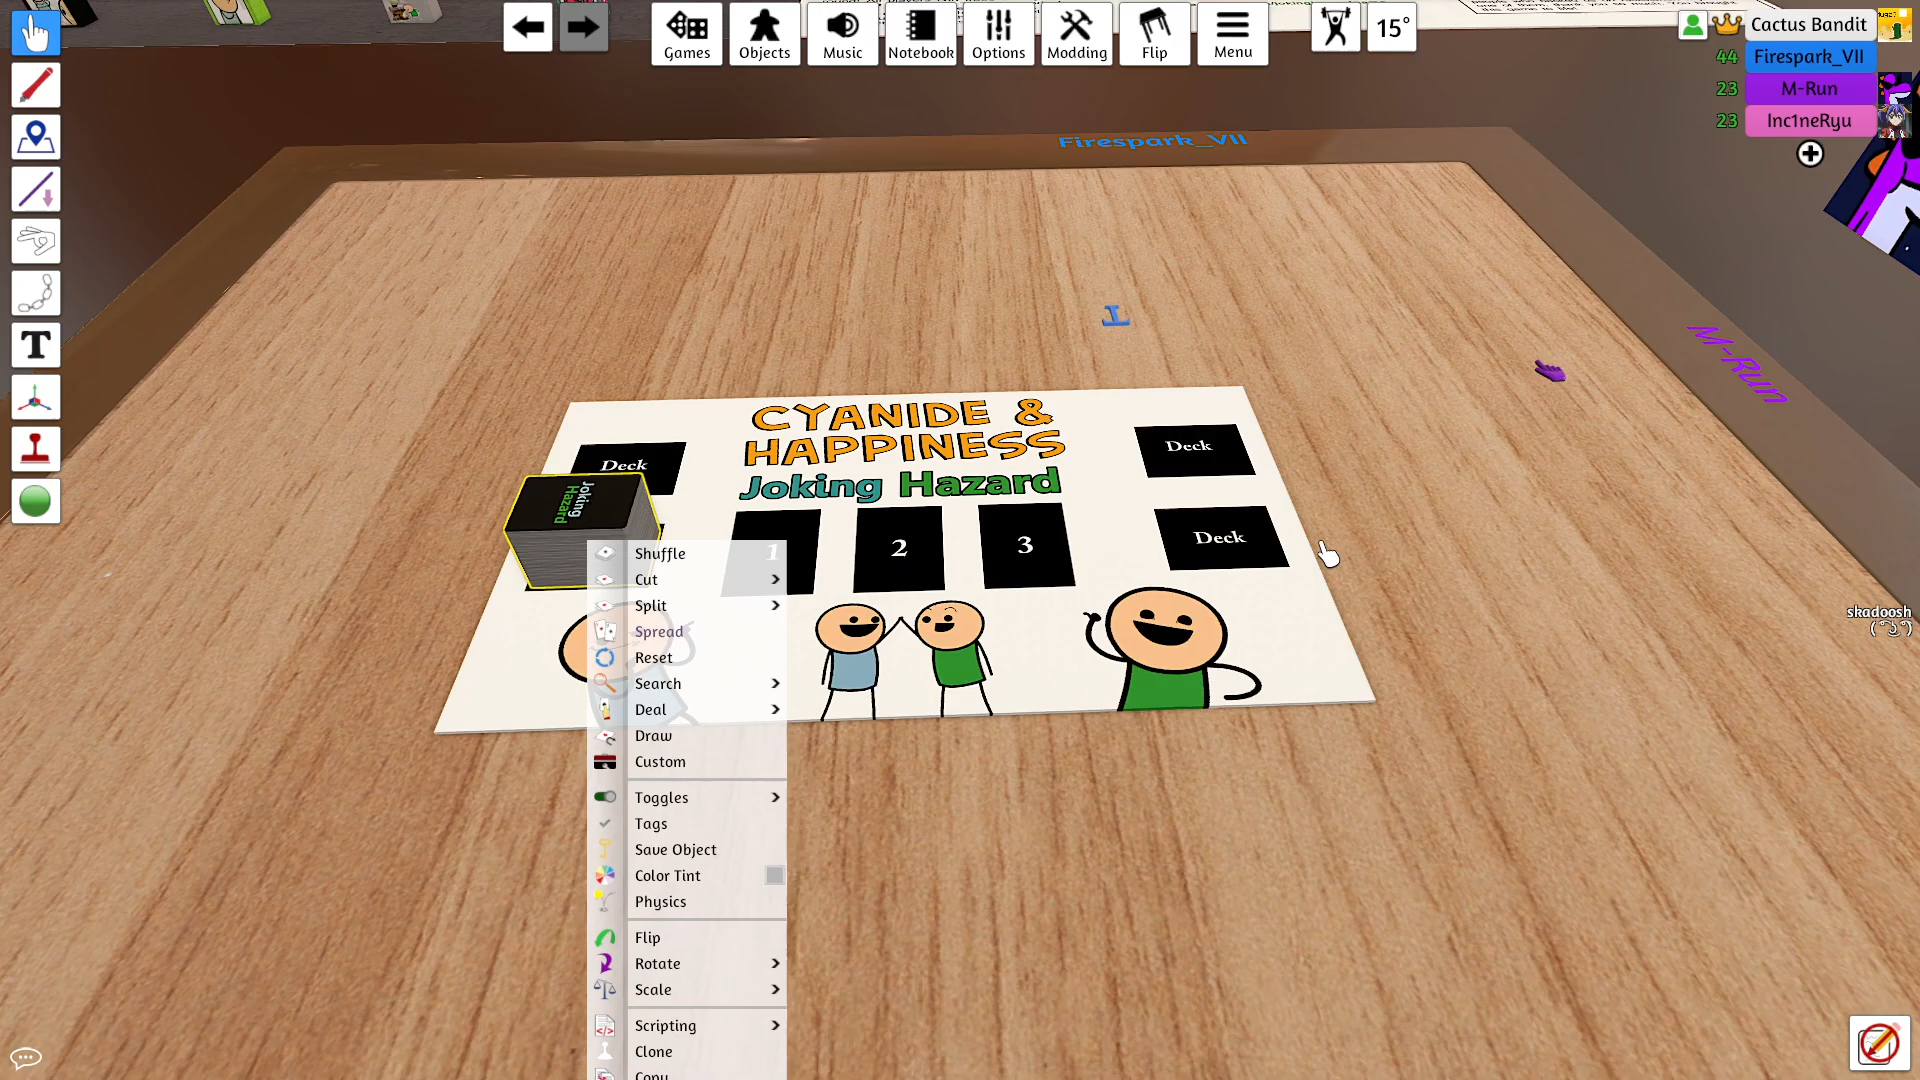 Games
Objects
Music
Notebook
Options
Modding
Flip
Menu
15°
Cactus Bandit
44 Firespark_VII
23 M-Run
23 Inc1neRyu
Firespark_VII
M-Run
T
CYANIDE &
HAPPINESS
Joking Hazard
Deck
Deck
Deck
Joking
Hazard
1
2
3
Shuffle
Cut
Split
Spread
Reset
Search
Deal
Draw
Custom
Toggles
Tags
Save Object
Color Tint
Physics
Flip
Rotate
Scale
Scripting
Clone
Copy
skadoosh